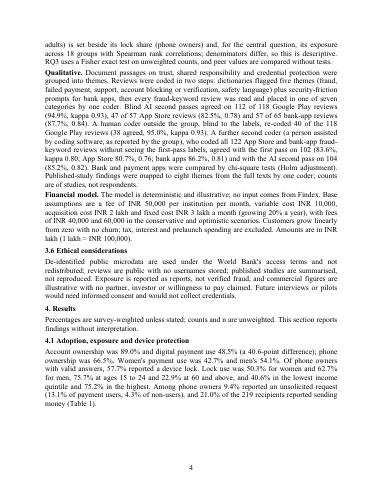 adults) is set beside its lock share (phone owners) and, for the central question, its exposure
across 18 groups with Spearman rank correlations; denominators differ, so this is descriptive.
RQ3 uses a Fisher exact test on unweighted counts, and peer values are compared without tests.
Qualitative. Document passages on trust, shared responsibility and credential protection were
grouped into themes. Reviews were coded in two steps: dictionaries flagged five themes (fraud,
failed payment, support, account blocking or verification, safety language) plus security-friction
prompts for bank apps, then every fraud-keyword review was read and placed in one of seven
categories by one coder. Blind AI second passes agreed on 112 of 118 Google Play reviews
(94.9%, kappa 0.93), 47 of 57 App Store reviews (82.5%, 0.78) and 57 of 65 bank-app reviews
(87.7%, 0.84). A human coder outside the group, blind to the labels, re-coded 40 of the 118
Google Play reviews (38 agreed, 95.0%, kappa 0.93). A further second coder (a person assisted
by coding software, as reported by the group), who coded all 122 App Store and bank-app fraud-
keyword reviews without seeing the first-pass labels, agreed with the first pass on 102 (83.6%,
kappa 0.80; App Store 80.7%, 0.76; bank apps 86.2%, 0.81) and with the AI second pass on 104
(85.2%, 0.82). Bank and payment apps were compared by chi-square tests (Holm adjustment).
Published-study findings were mapped to eight themes from the full texts by one coder; counts
are of studies, not respondents.
Financial model. The model is deterministic and illustrative; no input comes from Findex. Base
assumptions are a fee of INR 50,000 per institution per month, variable cost INR 10,000,
acquisition cost INR 2 lakh and fixed cost INR 3 lakh a month (growing 20% a year), with fees
of INR 40,000 and 60,000 in the conservative and optimistic scenarios. Customers grow linearly
from zero with no churn; tax, interest and prelaunch spending are excluded. Amounts are in INR
lakh (1 lakh = INR 100,000).
3.6 Ethical considerations
De-identified public microdata are used under the World Bank's access terms and not
redistributed; reviews are public with no usernames stored; published studies are summarised,
not reproduced. Exposure is reported as reports, not verified fraud, and commercial figures are
illustrative with no partner, investor or willingness to pay claimed. Future interviews or pilots
would need informed consent and would not collect credentials.
4. Results
Percentages are survey-weighted unless stated; counts and n are unweighted. This section reports
findings without interpretation.
4.1 Adoption, exposure and device protection
Account ownership was 89.0% and digital payment use 48.5% (a 40.6-point difference); phone
ownership was 66.5%. Women's payment use was 42.7% and men's 54.1%. Of phone owners
with valid answers, 57.7% reported a device lock. Lock use was 50.3% for women and 62.7%
for men, 75.7% at ages 15 to 24 and 22.9% at 60 and above, and 40.6% in the lowest income
quintile and 75.2% in the highest. Among phone owners 9.4% reported an unsolicited request
(13.1% of payment users, 4.3% of non-users), and 21.0% of the 219 recipients reported sending
money (Table 1).
4